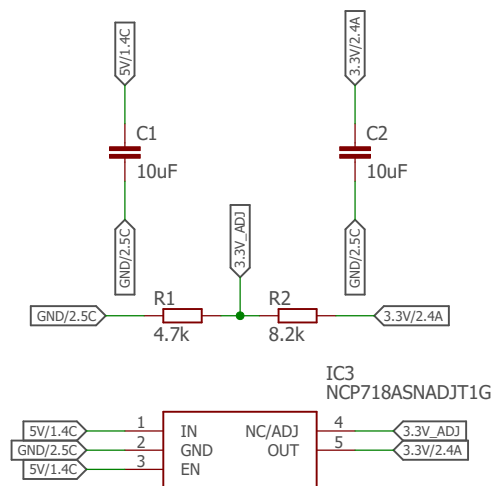 5V/1.4C
3.3V/2.4A
C1
10uF
C2
10uF
GND/2.5C
3.3V_ADJ
GND/2.5C
GND/2.5C
R1
4.7k
R2
8.2k
3.3V/2.4A
IC3
NCP718ASNADJT1G
5V/1.4C
1
IN
NC/ADJ
4
3.3V_ADJ
GND/2.5C
2
GND
OUT
5
3.3V/2.4A
5V/1.4C
3
EN